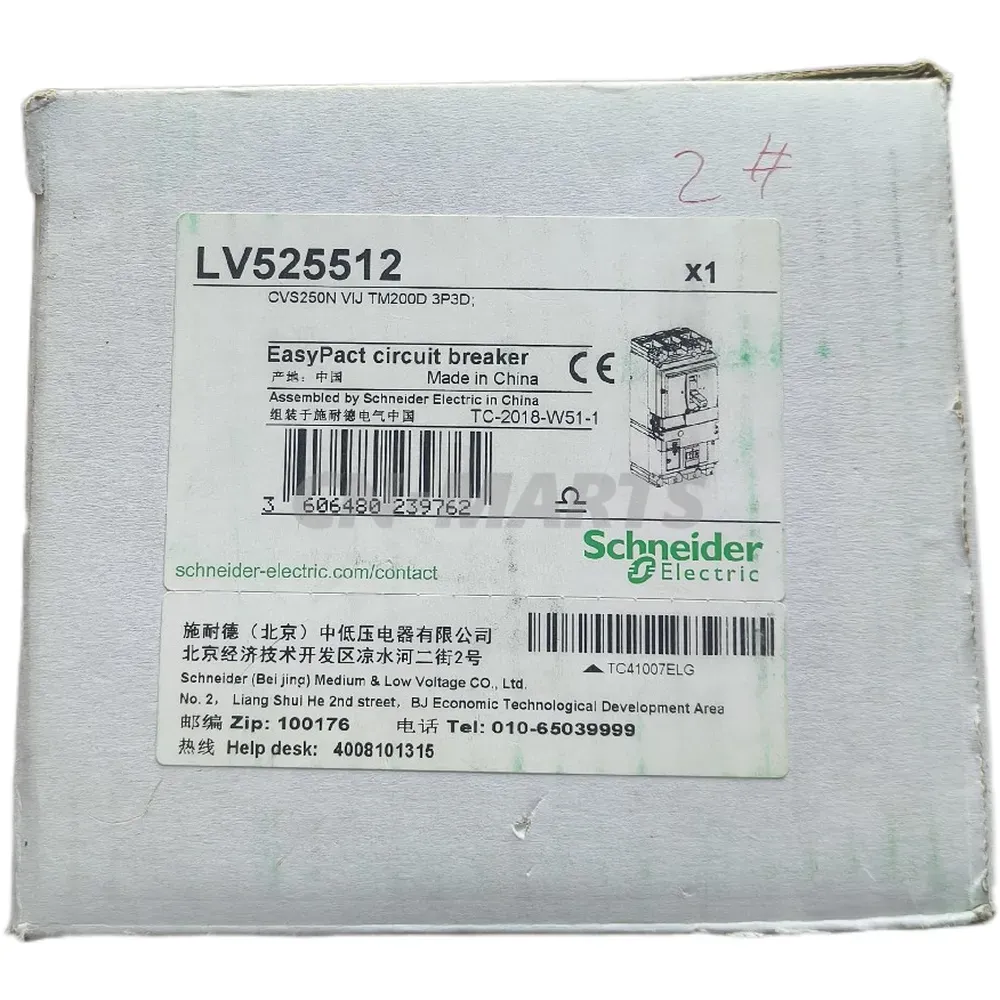 2 #
LV525512
x1
CVS250N VIJ TM200D 3P3D;
EasyPact circuit breaker
产地: 中国 Made in China
CE
Assembled by Schneider Electric in China
组装于施耐德电气中国 TC-2018-W51-1
3 606480 239762
CN-MARTS
Schneider
Electric
schneider-electric.com/contact
施耐德（北京）中低压电器有限公司
北京经济技术开发区凉水河二街2号
TC41007ELG
Schneider (Beijing) Medium & Low Voltage CO., Ltd.
No. 2, Liang Shui He 2nd street, BJ Economic Technological Development Area
邮编 Zip: 100176 电话 Tel: 010-65039999
热线 Help desk: 4008101315